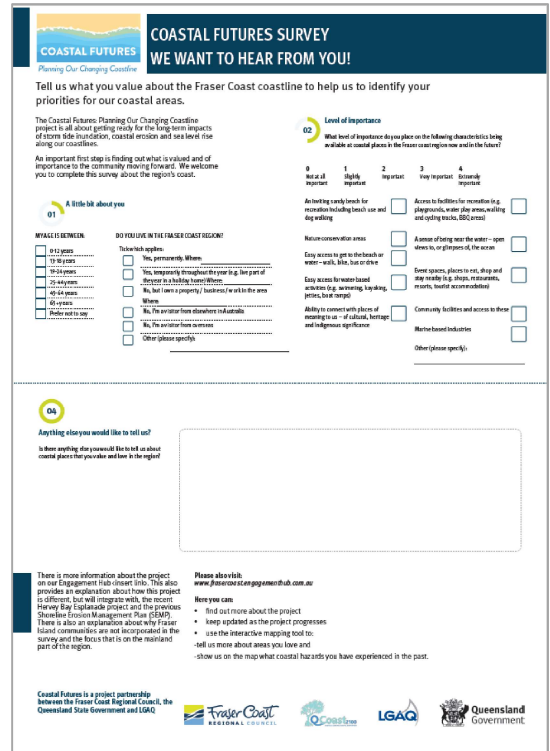 COASTAL FUTURES
Planning Our Changing Coastline
COASTAL FUTURES SURVEY
WE WANT TO HEAR FROM YOU!
Tell us what you value about the Fraser Coast coastline to help us to identify your
priorities for our coastal areas.
The Coastal Futures: Planning Our Changing Coastline
project is all about getting ready for the long-term impacts
of storm tide inundation, coastal erosion and sea level rise
along our coastlines.
An important first step is finding out what is valued and of
importance to the community moving forward. We welcome
you to complete this survey about the region's coast.
01
A little bit about you
MY AGE IS BETWEEN:
0-12 years
13-18 years
19-24 years
25-44 years
45-64 years
65+ years
Prefer not to say
DO YOU LIVE IN THE FRASER COAST REGION?
Tick which applies:
Yes, permanently. Where:
Yes, temporarily throughout the year (e.g. live part of
the year in a holiday home) Where:
No, but I own a property / business / work in the area
Where:
No, I'm a visitor from elsewhere in Australia
No, I'm a visitor from overseas
Other (please specify):
02
Level of importance
What level of importance do you place on the following characteristics being
available at coastal places in the Fraser coast region now and in the future?
0 1 2 3 4
Not at all important
Slightly important
Important
Very important
Extremely important
An inviting sandy beach for
recreation including beach use and
dog walking
Nature conservation areas
Easy access to get to the beach or
water – walk, bike, bus or drive
Easy access for water based
activities (e.g. swimming, kayaking,
jetties, boat ramps)
Ability to connect with places of
meaning to us – of cultural, heritage
and Indigenous significance
Access to facilities for recreation (e.g.
playgrounds, water play areas, walking
and cycling tracks, BBQ areas)
A sense of being near the water – open
views to, or glimpses of, the ocean
Event spaces, places to eat, shop and
stay nearby (e.g. shops, restaurants,
resorts, tourist accommodation)
Community facilities and access to these
Marine based industries
Other (please specify):
04
Anything else you would like to tell us?
Is there anything else you would like to tell us about
coastal places that you value and love in the region?
There is more information about the project
on our Engagement Hub <insert link>. This also
provides an explanation about how this project
is different, but will integrate with, the recent
Hervey Bay Esplanade project and the previous
Shoreline Erosion Management Plan (SEMP).
There is also an explanation about why Fraser
Island communities are not incorporated in the
survey and the focus that is on the mainland
part of the region.
Please also visit:
www.frasercoast.engagementhub.com.au
Here you can:
• find out more about the project
• keep updated as the project progresses
• use the interactive mapping tool to:
-tell us more about areas you love and
-show us on the map what coastal hazards you have experienced in the past.
Coastal Futures is a project partnership
between the Fraser Coast Regional Council, the
Queensland State Government and LGAQ
Fraser Coast
REGIONAL COUNCIL
QCoast2100
LGAQ
Queensland
Government